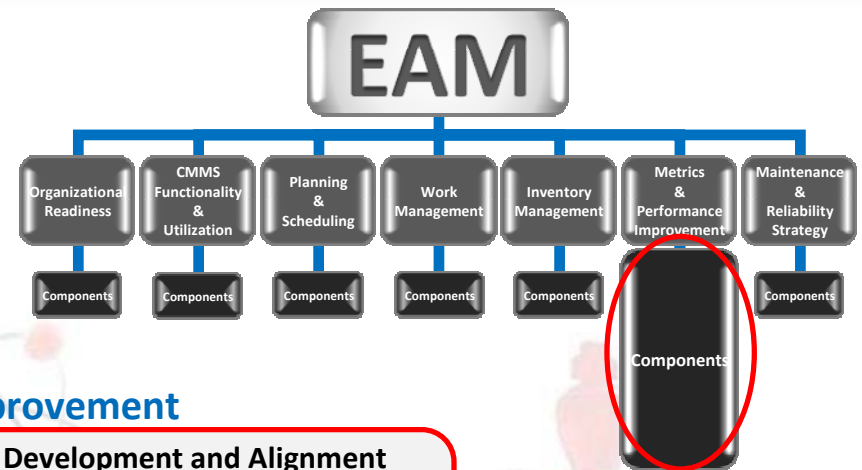 EAM
Organizational
Readiness
CMMS
Functionality
&
Utilization
Planning
&
Scheduling
Work
Management
Inventory
Management
Metrics
&
Performance
Improvement
Maintenance
&
Reliability
Strategy
Components
Components
Components
Components
Components
Components
Components
provement
Development and Alignment